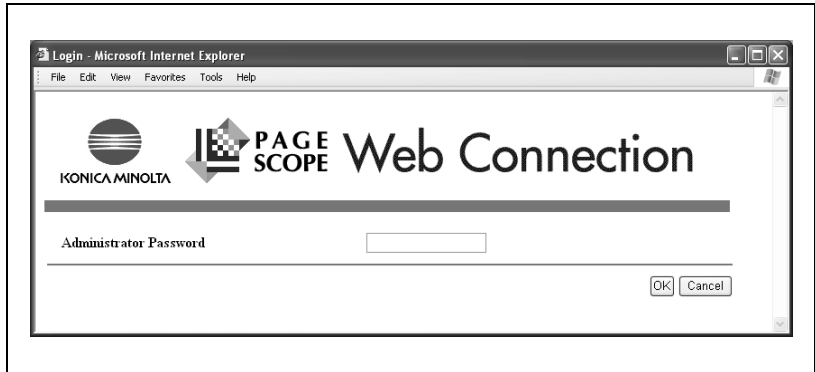 Login - Microsoft Internet Explorer
File Edit View Favorites Tools Help
KONICA MINOLTA
PAGE SCOPE Web Connection
Administrator Password
OK Cancel